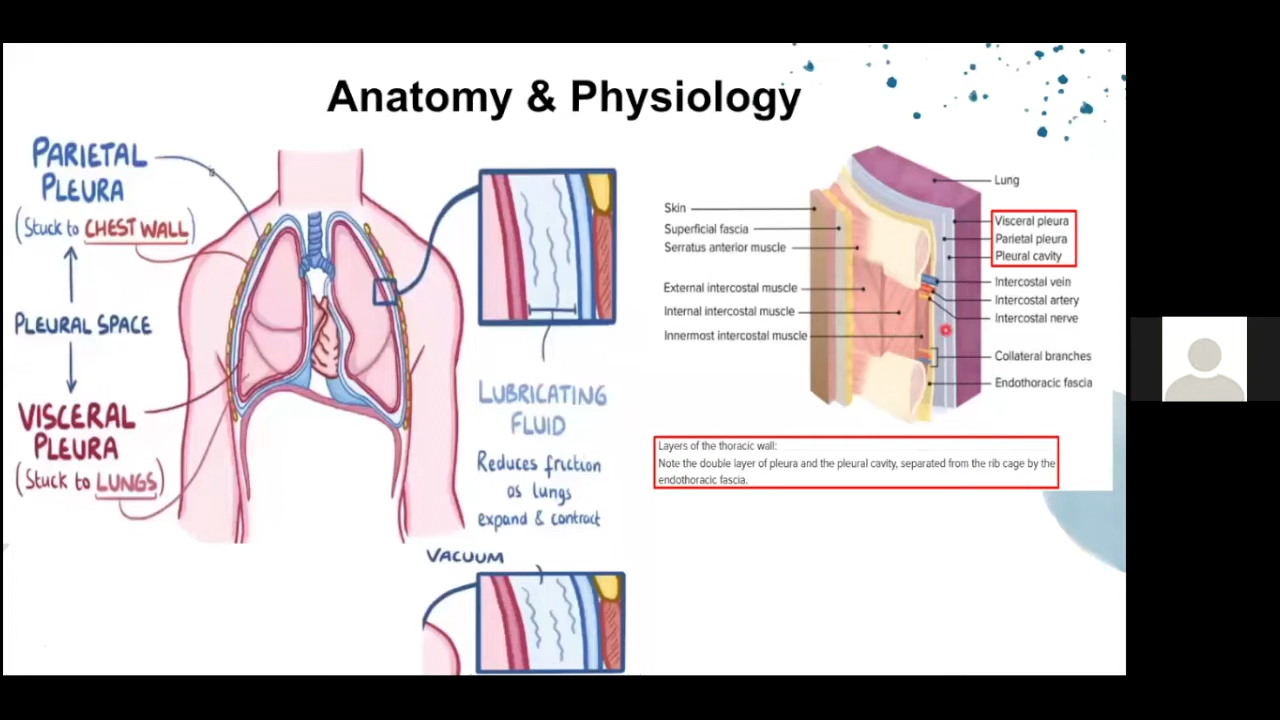 Anatomy & Physiology
PARIETAL
PLEURA
(Stuck to CHEST WALL)
PLEURAL SPACE
VISCERAL
PLEURA
(Stuck to LUNGS)
LUBRICATING
FLUID
Reduces friction
as lungs
expand & contract
VACUUM
Skin
Superficial fascia
Serratus anterior muscle
External intercostal muscle
Internal intercostal muscle
Innermost intercostal muscle
Lung
Visceral pleura
Parietal pleura
Pleural cavity
Intercostal vein
Intercostal artery
Intercostal nerve
Collateral branches
Endothoracic fascia
Layers of the thoracic wall:
Note the double layer of pleura and the pleural cavity, separated from the rib cage by the
endothoracic fascia.